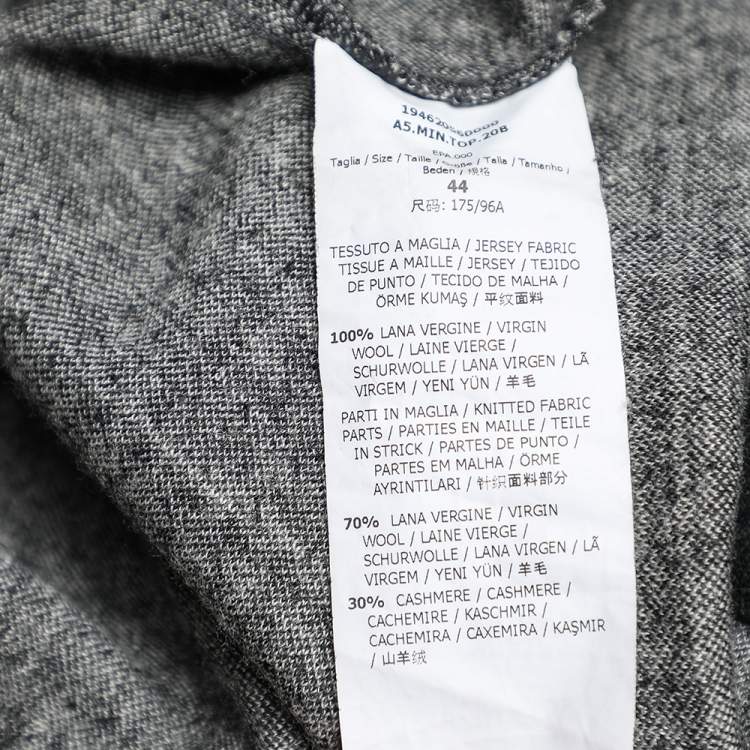 194620560000
A5.MIN.TOP.20B
EPA.000
Taglia / Size / Taille / Größe / Talla / Tamanho /
Beden / 规格
44
尺码: 175/96A
TESSUTO A MAGLIA / JERSEY FABRIC
TISSUE A MAILLE / JERSEY / TEJIDO
DE PUNTO / TECIDO DE MALHA /
ÖRME KUMAŞ / 平纹面料
100% LANA VERGINE / VIRGIN
WOOL / LAINE VIERGE /
SCHURWOLLE / LANA VIRGEN / LÃ
VIRGEM / YENI YÜN / 羊毛
PARTI IN MAGLIA / KNITTED FABRIC
PARTS / PARTIES EN MAILLE / TEILE
IN STRICK / PARTES DE PUNTO /
PARTES EM MALHA / ÖRME
AYRINTILARI / 针织面料部分
70% LANA VERGINE / VIRGIN
WOOL / LAINE VIERGE /
SCHURWOLLE / LANA VIRGEN / LÃ
VIRGEM / YENI YÜN / 羊毛
30% CASHMERE / CASHMERE /
CACHEMIRE / KASCHMIR /
CACHEMIRA / CAXEMIRA / KAŞMIR
/ 山羊绒